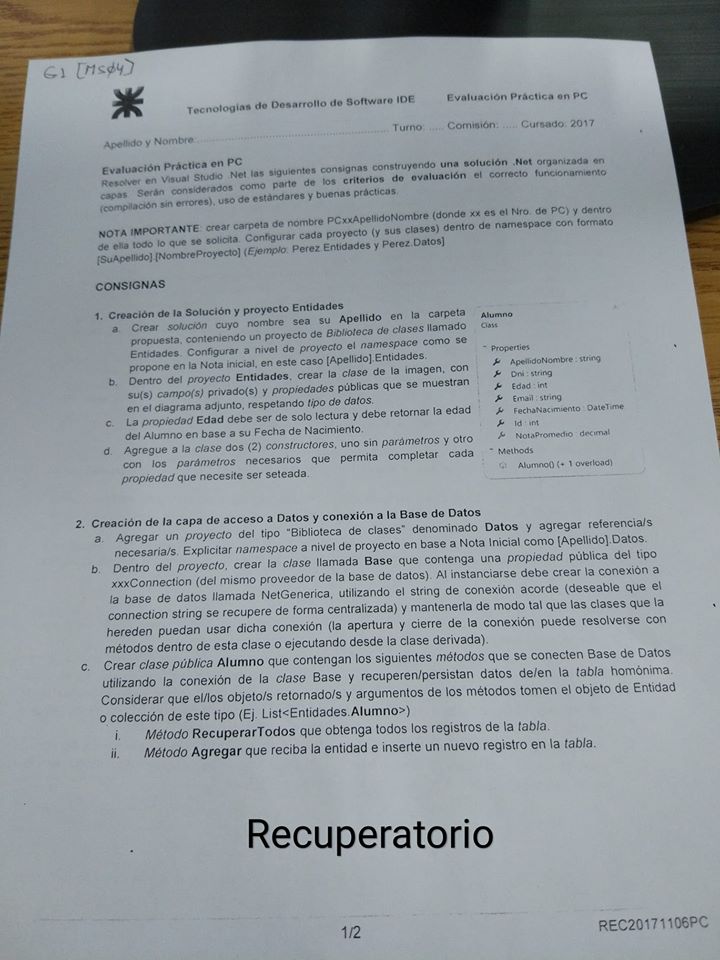 G1 [MS04]
Tecnologías de Desarrollo de Software IDE Evaluación Práctica en PC
Apellido y Nombre:.......................................................... Turno: ..... Comisión: ..... Cursado: 2017
Evaluación Práctica en PC
Resolver en Visual Studio .Net las siguientes consignas construyendo una solución .Net organizada en
capas. Serán considerados como parte de los criterios de evaluación el correcto funcionamiento
(compilación sin errores), uso de estándares y buenas prácticas.
NOTA IMPORTANTE: crear carpeta de nombre PCxxApellidoNombre (donde xx es el Nro. de PC) y dentro
de ella todo lo que se solicita. Configurar cada proyecto (y sus clases) dentro de namespace con formato
[SuApellido].[NombreProyecto] (Ejemplo: Perez.Entidades y Perez.Datos]
CONSIGNAS
1. Creación de la Solución y proyecto Entidades
a. Crear solución cuyo nombre sea su Apellido en la carpeta
propuesta, conteniendo un proyecto de Biblioteca de clases llamado
Entidades. Configurar a nivel de proyecto el namespace como se
propone en la Nota inicial, en este caso [Apellido].Entidades.
b. Dentro del proyecto Entidades, crear la clase de la imagen, con
su(s) campo(s) privado(s) y propiedades públicas que se muestran
en el diagrama adjunto, respetando tipo de datos.
c. La propiedad Edad debe ser de solo lectura y debe retornar la edad
del Alumno en base a su Fecha de Nacimiento.
d. Agregue a la clase dos (2) constructores, uno sin parámetros y otro
con los parámetros necesarios que permita completar cada
propiedad que necesite ser seteada.
Alumno
Class
Properties
ApellidoNombre : string
Dni : string
Edad : int
Email : string
FechaNacimiento : DateTime
Id : int
NotaPromedio : decimal
Methods
Alumno() (+ 1 overload)
2. Creación de la capa de acceso a Datos y conexión a la Base de Datos
a. Agregar un proyecto del tipo "Biblioteca de clases" denominado Datos y agregar referencia/s
necesaria/s. Explicitar namespace a nivel de proyecto en base a Nota Inicial como [Apellido].Datos.
b. Dentro del proyecto, crear la clase llamada Base que contenga una propiedad pública del tipo
xxxConnection (del mismo proveedor de la base de datos). Al instanciarse debe crear la conexión a
la base de datos llamada NetGenerica, utilizando el string de conexión acorde (deseable que el
connection string se recupere de forma centralizada) y mantenerla de modo tal que las clases que la
hereden puedan usar dicha conexión (la apertura y cierre de la conexión puede resolverse con
métodos dentro de esta clase o ejecutando desde la clase derivada).
c. Crear clase pública Alumno que contengan los siguientes métodos que se conecten Base de Datos
utilizando la conexión de la clase Base y recuperen/persistan datos de/en la tabla homónima.
Considerar que el/los objeto/s retornado/s y argumentos de los métodos tomen el objeto de Entidad
o colección de este tipo (Ej. List<Entidades.Alumno>)
i. Método RecuperarTodos que obtenga todos los registros de la tabla.
ii. Método Agregar que reciba la entidad e inserte un nuevo registro en la tabla.
Recuperatorio
1/2
REC20171106PC